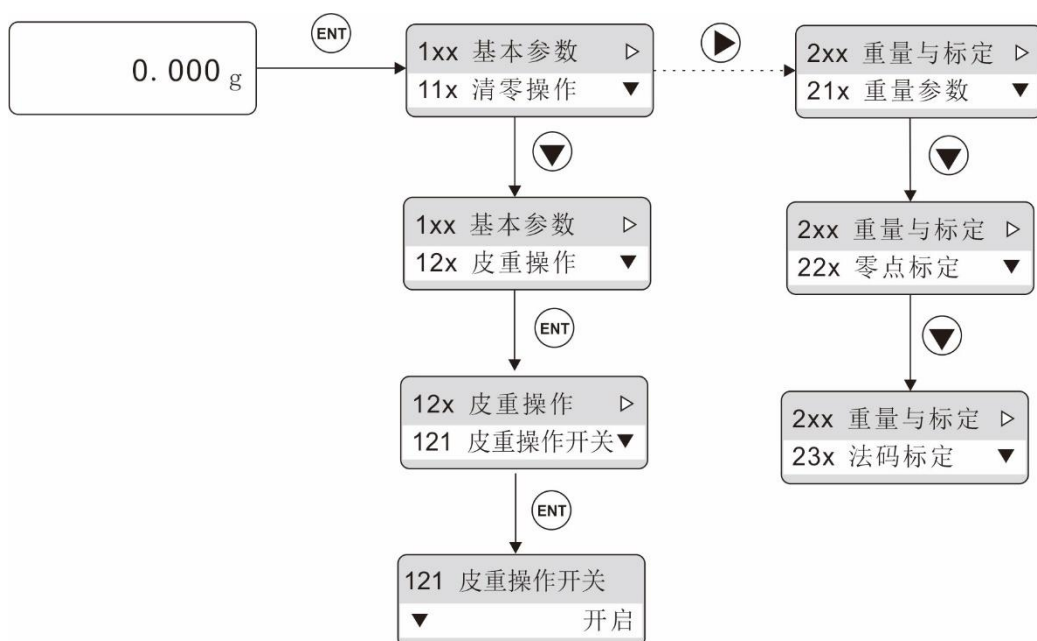 0.000 g
ENT
1xx 基本参数 ▷
11x 清零操作 ▼
2xx 重量与标定 ▷
21x 重量参数 ▼
1xx 基本参数 ▷
12x 皮重操作 ▼
2xx 重量与标定 ▷
22x 零点标定 ▼
ENT
12x 皮重操作 ▷
121 皮重操作开关▼
2xx 重量与标定 ▷
23x 法码标定 ▼
ENT
121 皮重操作开关
▼ 开启